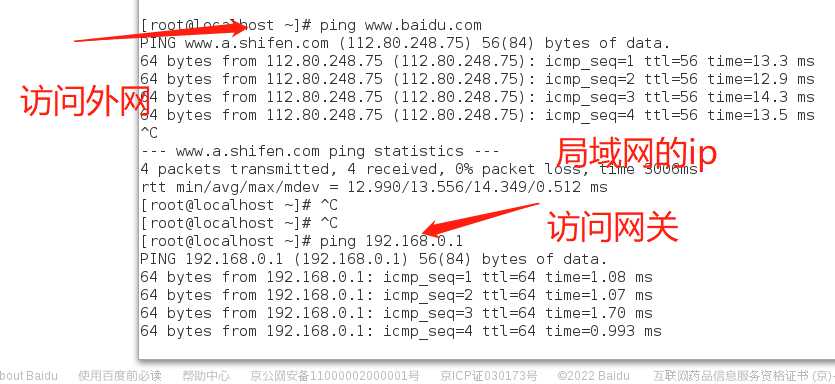 [root@localhost ~]# ping www.baidu.com
PING www.a.shifen.com (112.80.248.75) 56(84) bytes of data.
64 bytes from 112.80.248.75 (112.80.248.75): icmp_seq=1 ttl=56 time=13.3 ms
64 bytes from 112.80.248.75 (112.80.248.75): icmp_seq=2 ttl=56 time=12.9 ms
访问外网
64 bytes from 112.80.248.75 (112.80.248.75): icmp_seq=3 ttl=56 time=14.3 ms
64 bytes from 112.80.248.75 (112.80.248.75): icmp_seq=4 ttl=56 time=13.5 ms
^C
--- www.a.shifen.com ping statistics ---
局域网的ip
4 packets transmitted, 4 received, 0% packet loss, time 3006ms
rtt min/avg/max/mdev = 12.990/13.556/14.349/0.512 ms
[root@localhost ~]# ^C
[root@localhost ~]# ^C
访问网关
[root@localhost ~]# ping 192.168.0.1
PING 192.168.0.1 (192.168.0.1) 56(84) bytes of data.
64 bytes from 192.168.0.1: icmp_seq=1 ttl=64 time=1.08 ms
64 bytes from 192.168.0.1: icmp_seq=2 ttl=64 time=1.07 ms
64 bytes from 192.168.0.1: icmp_seq=3 ttl=64 time=1.70 ms
64 bytes from 192.168.0.1: icmp_seq=4 ttl=64 time=0.993 ms
bout Baidu 使用百度前必读 帮助中心 京公网安备11000002000001号 京ICP证030173号 ©2022 Baidu 互联网药品信息服务资格证书 (京)